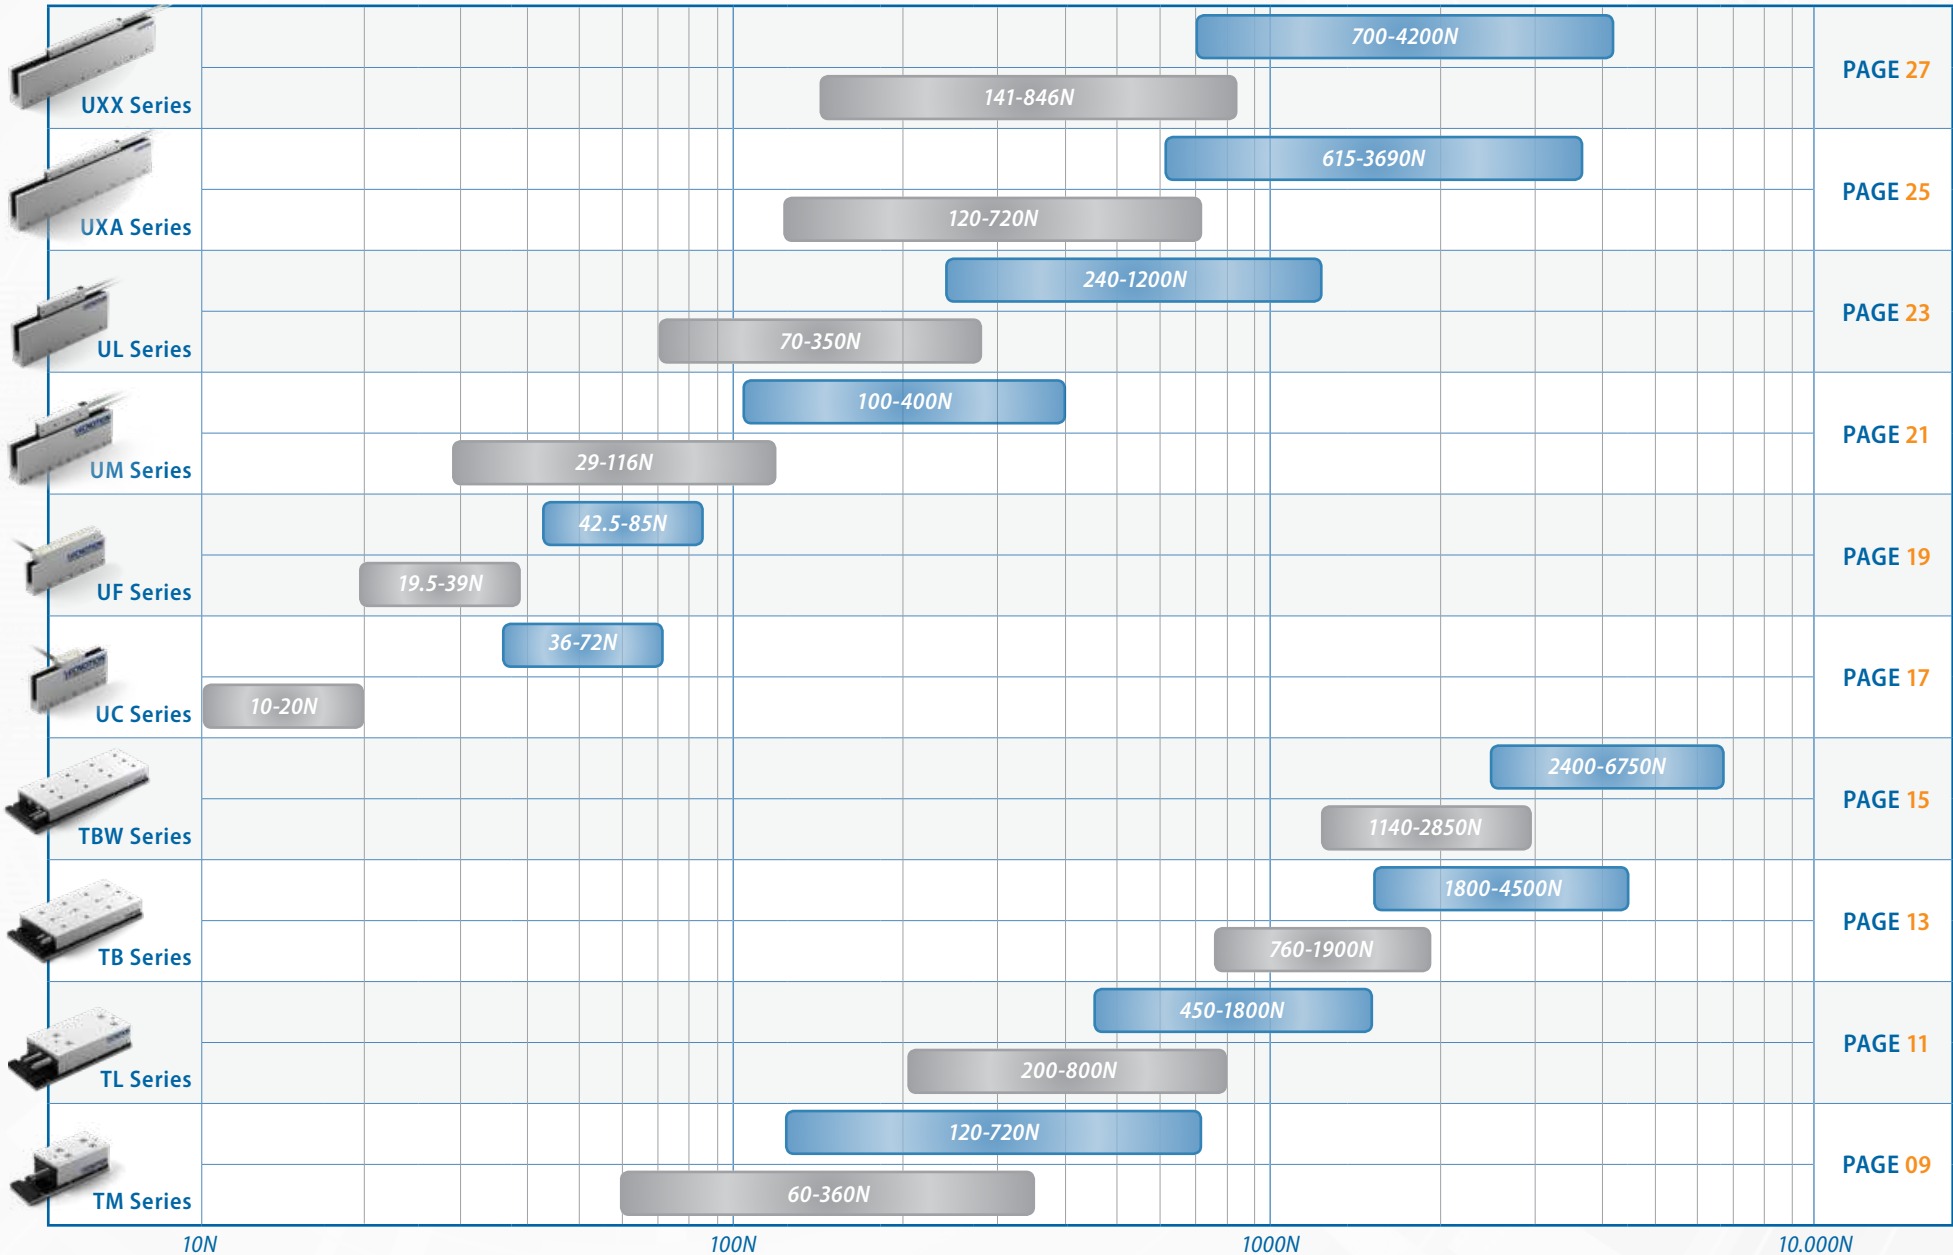 700-4200N
141-846N
UXX Series
PAGE 27
615-3690N
120-720N
UXA Series
PAGE 25
240-1200N
70-350N
UL Series
PAGE 23
100-400N
29-116N
UM Series
PAGE 21
42.5-85N
19.5-39N
UF Series
PAGE 19
36-72N
10-20N
UC Series
PAGE 17
2400-6750N
1140-2850N
TBW Series
PAGE 15
1800-4500N
760-1900N
TB Series
PAGE 13
450-1800N
200-800N
TL Series
PAGE 11
120-720N
60-360N
TM Series
PAGE 09
10N 100N 1000N 10.000N